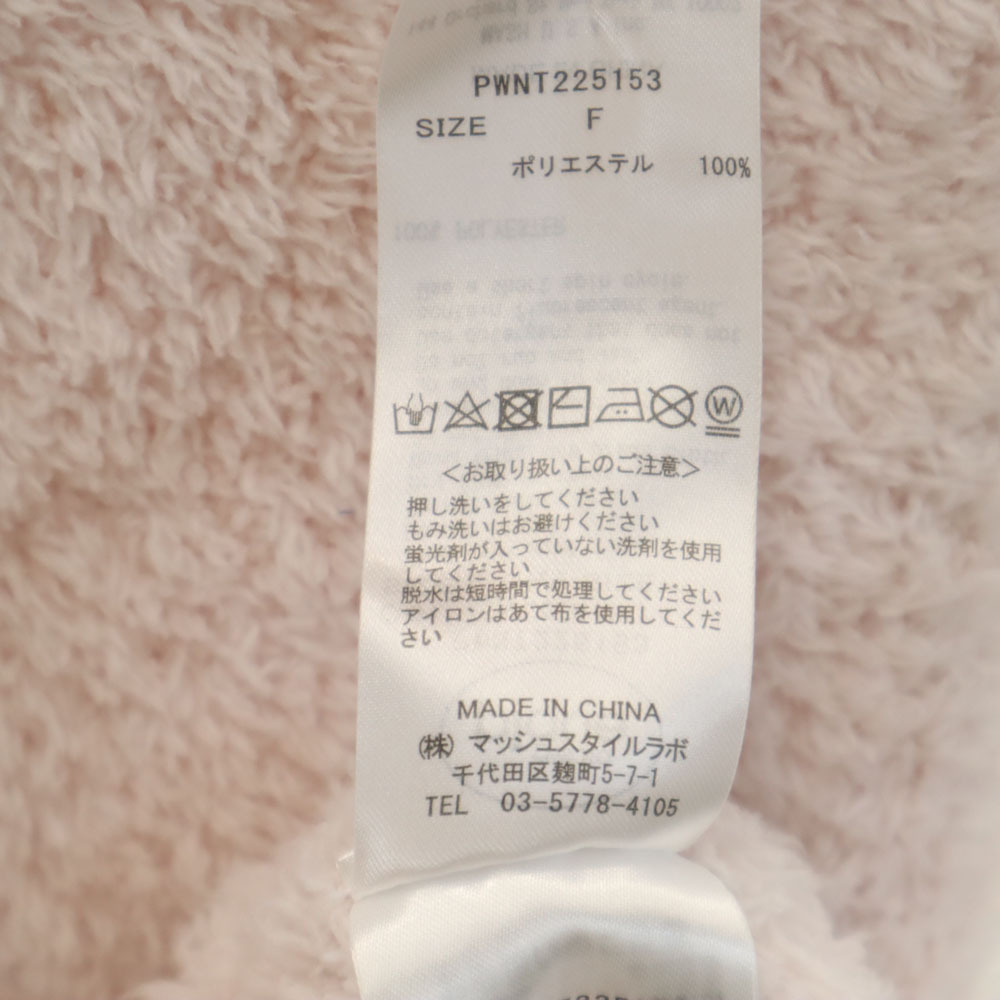 PWNT225153
SIZE F
ポリエステル 100%
W
<お取り扱い上のご注意>
押し洗いをしてください
もみ洗いはお避けください
蛍光剤が入っていない洗剤を使用
してください
脱水は短時間で処理してください
アイロンはあて布を使用してくだ
さい
MADE IN CHINA
(株) マッシュスタイルラボ
千代田区麹町5-7-1
TEL 03-5778-4105